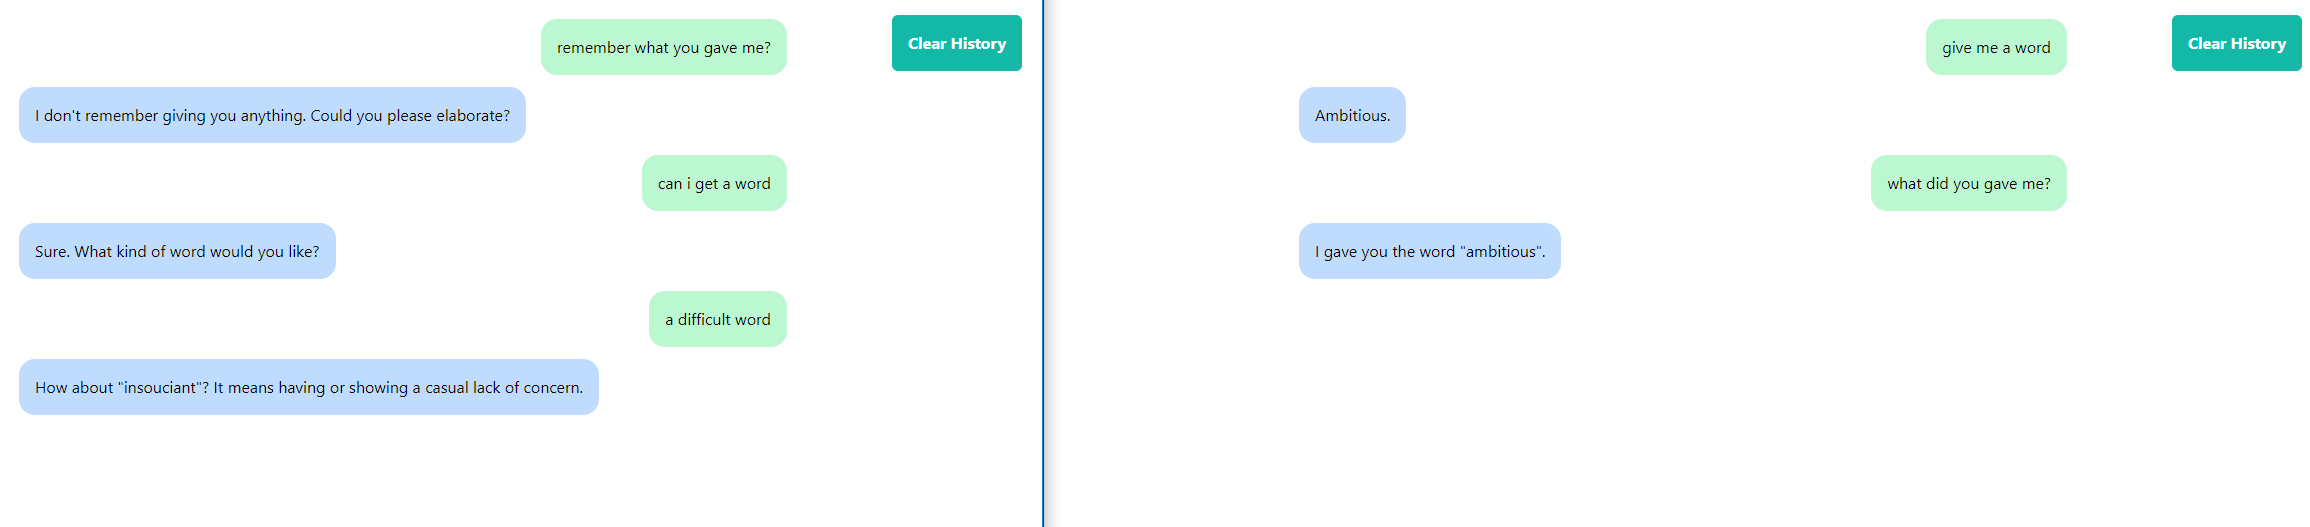 remember what you gave me?
Clear History
I don't remember giving you anything. Could you please elaborate?
can i get a word
Sure. What kind of word would you like?
a difficult word
How about "insouciant"? It means having or showing a casual lack of concern.
give me a word
Clear History
Ambitious.
what did you gave me?
I gave you the word "ambitious".